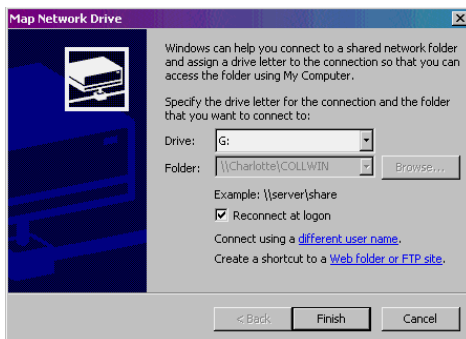 Map Network Drive
Windows can help you connect to a shared network folder
and assign a drive letter to the connection so that you can
access the folder using My Computer.
Specify the drive letter for the connection and the folder
that you want to connect to:
Drive: G:
Folder: \\Charlotte\COLLWIN Browse...
Example: \\server\share
Reconnect at logon
Connect using a different user name.
Create a shortcut to a Web folder or FTP site.
< Back Finish Cancel